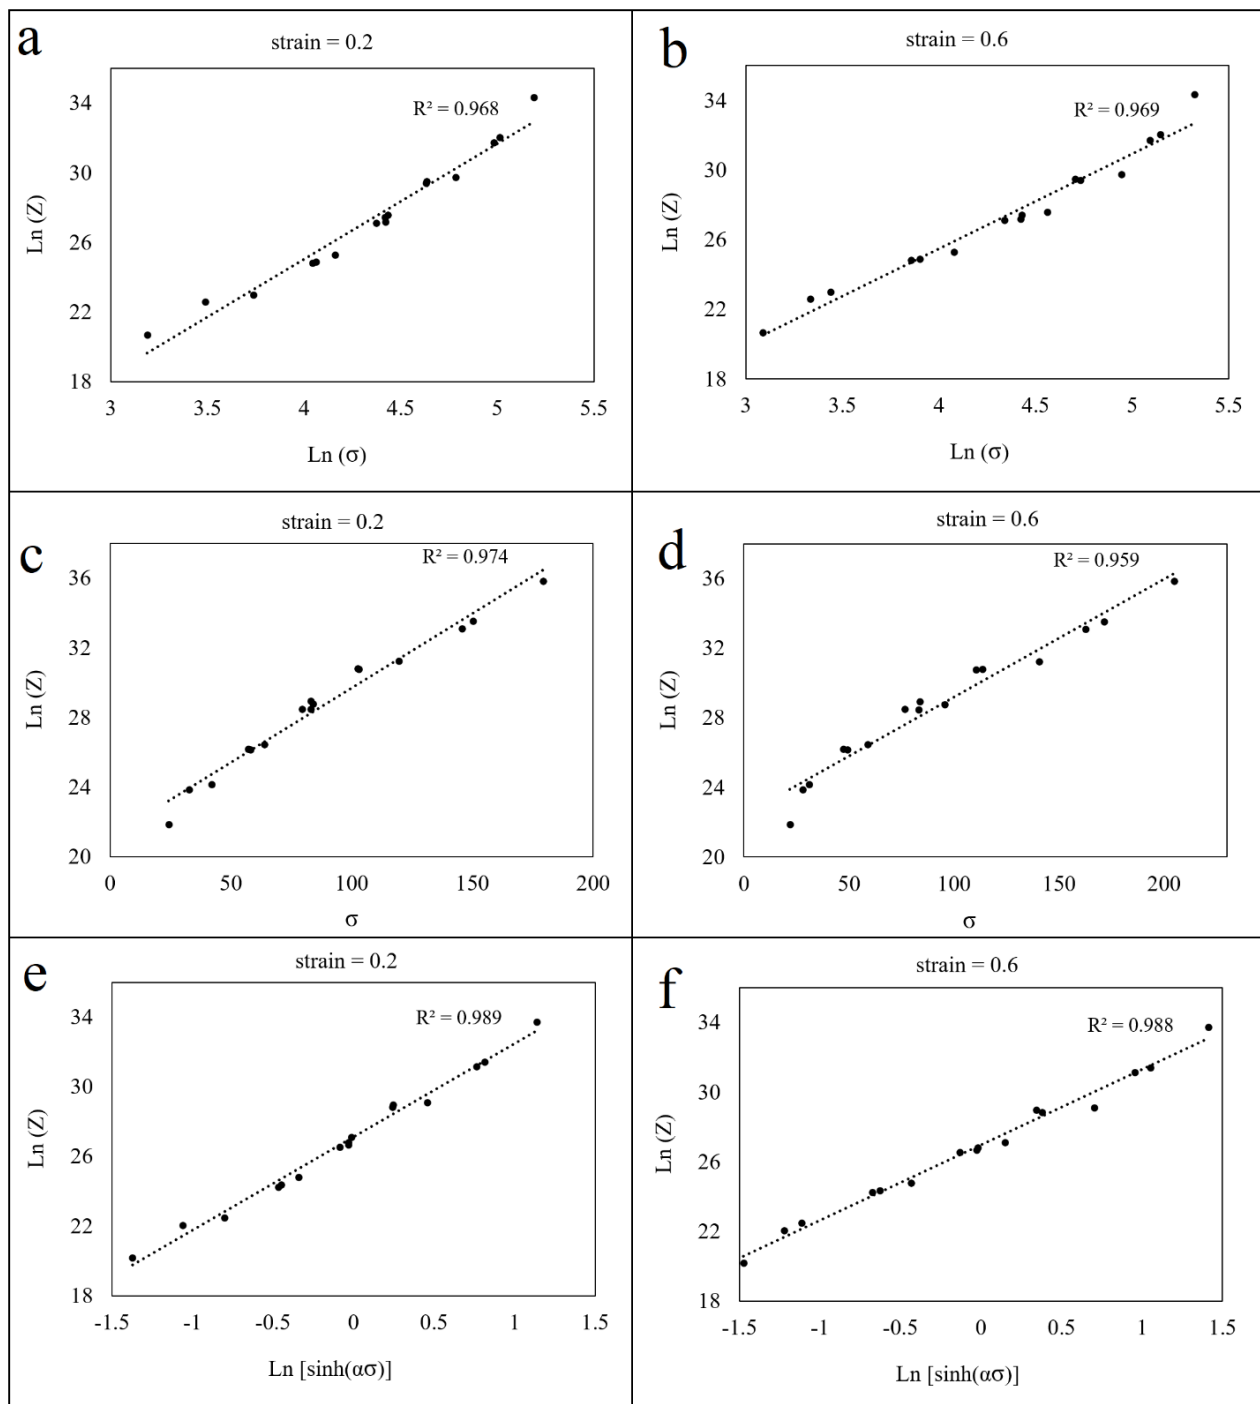 a
strain = 0.2
R² = 0.968
34
30
26
22
18
Ln (Z)
3
3.5
4
4.5
5
5.5
Ln (σ)
b
strain = 0.6
R² = 0.969
34
30
26
22
18
Ln (Z)
3
3.5
4
4.5
5
5.5
Ln (σ)
c
strain = 0.2
R² = 0.974
36
32
28
24
20
Ln (Z)
0
50
100
150
200
σ
d
strain = 0.6
R² = 0.959
36
32
28
24
20
Ln (Z)
0
50
100
150
200
σ
e
strain = 0.2
R² = 0.989
34
30
26
22
18
Ln (Z)
-1.5
-1
-0.5
0
0.5
1
1.5
Ln [sinh(ασ)]
f
strain = 0.6
R² = 0.988
34
30
26
22
18
Ln (Z)
-1.5
-1
-0.5
0
0.5
1
1.5
Ln [sinh(ασ)]